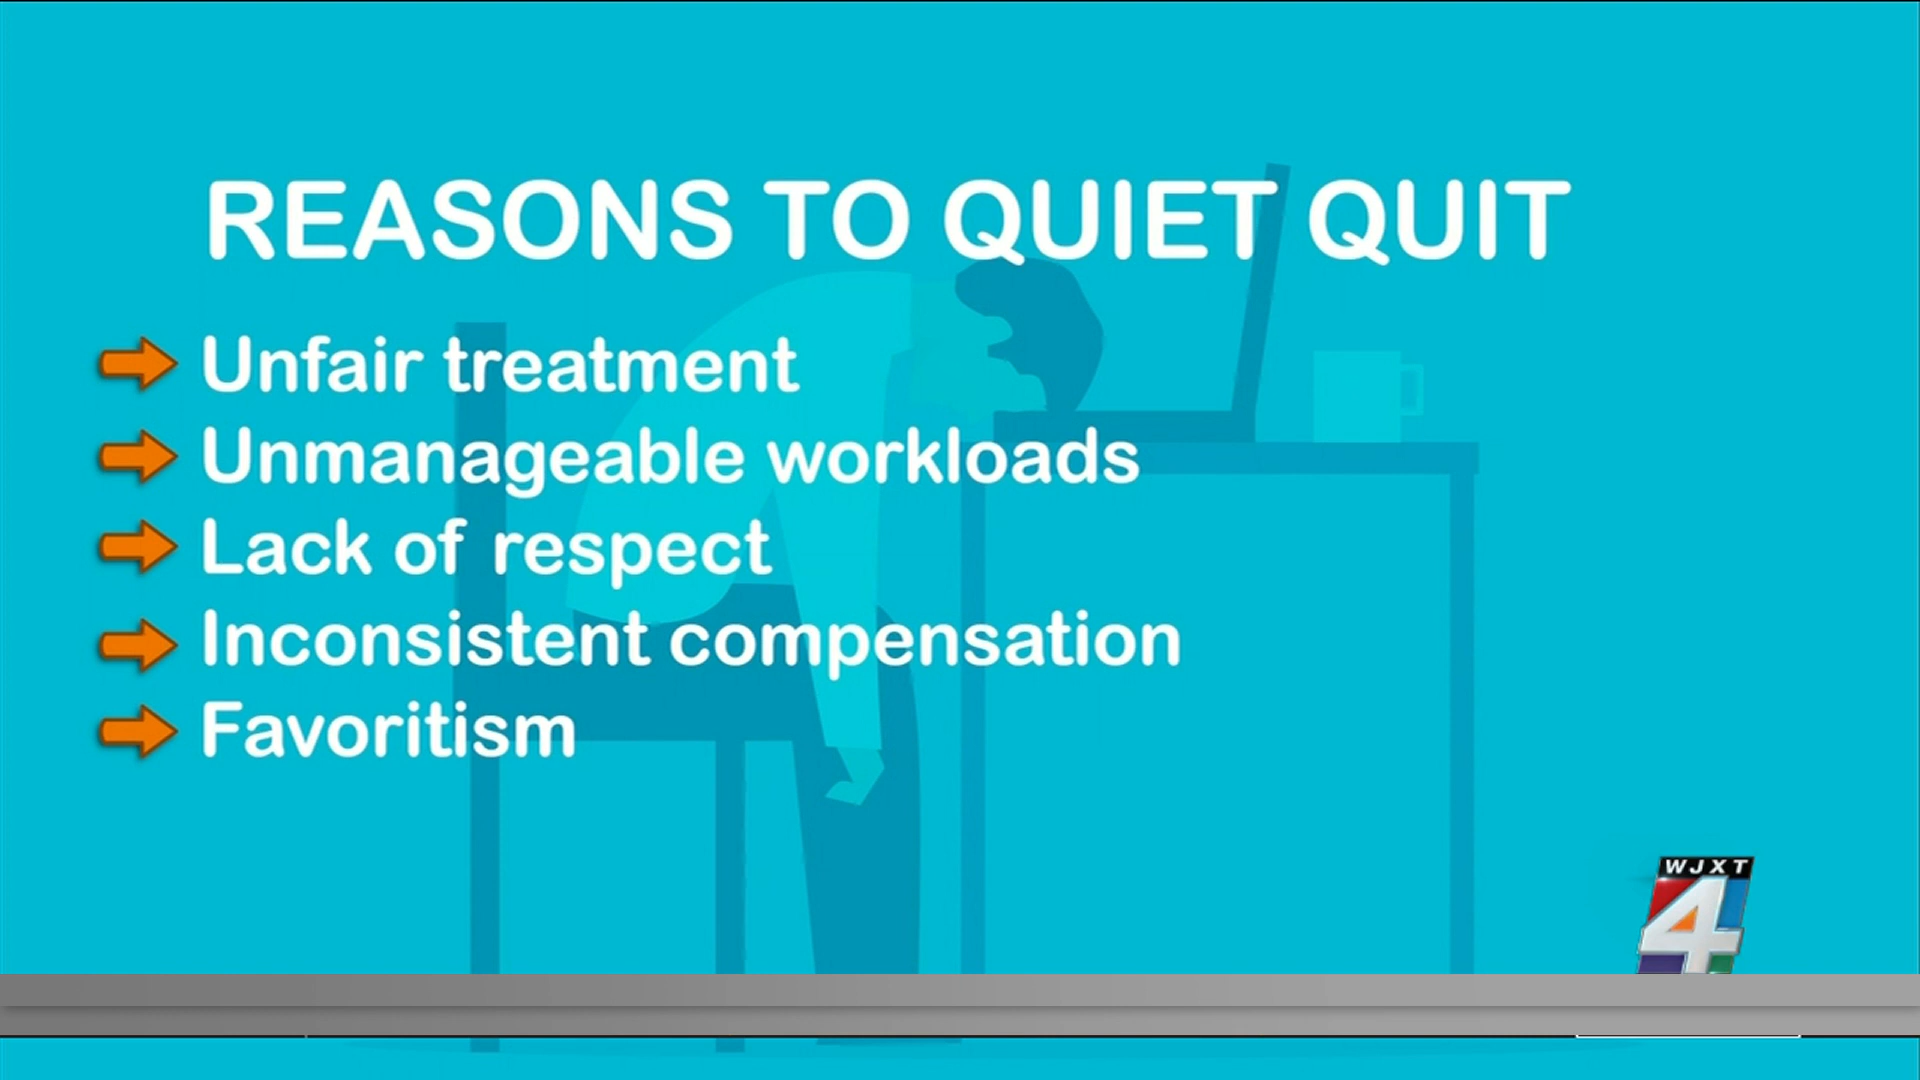 REASONS TO QUIET QUIT
Unfair treatment
Unmanageable workloads
Lack of respect
Inconsistent compensation
Favoritism
WJXT
4